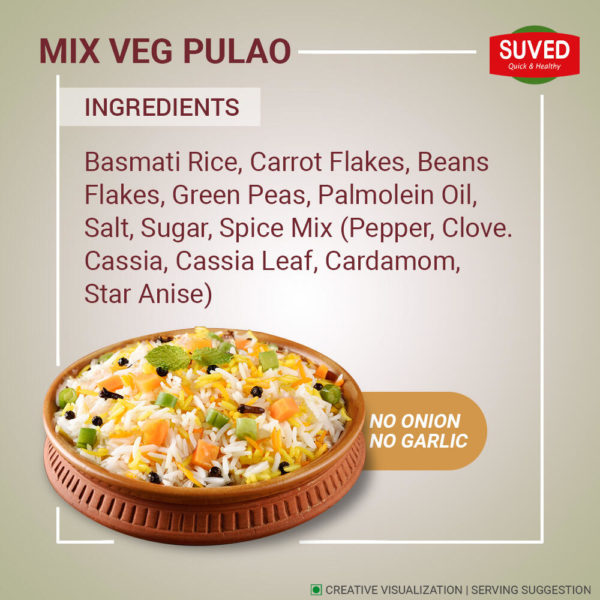 MIX VEG PULAO
SUVED
Quick & Healthy
INGREDIENTS
Basmati Rice, Carrot Flakes, Beans
Flakes, Green Peas, Palmolein Oil,
Salt, Sugar, Spice Mix (Pepper, Clove.
Cassia, Cassia Leaf, Cardamom,
Star Anise)
NO ONION
NO GARLIC
CREATIVE VISUALIZATION | SERVING SUGGESTION